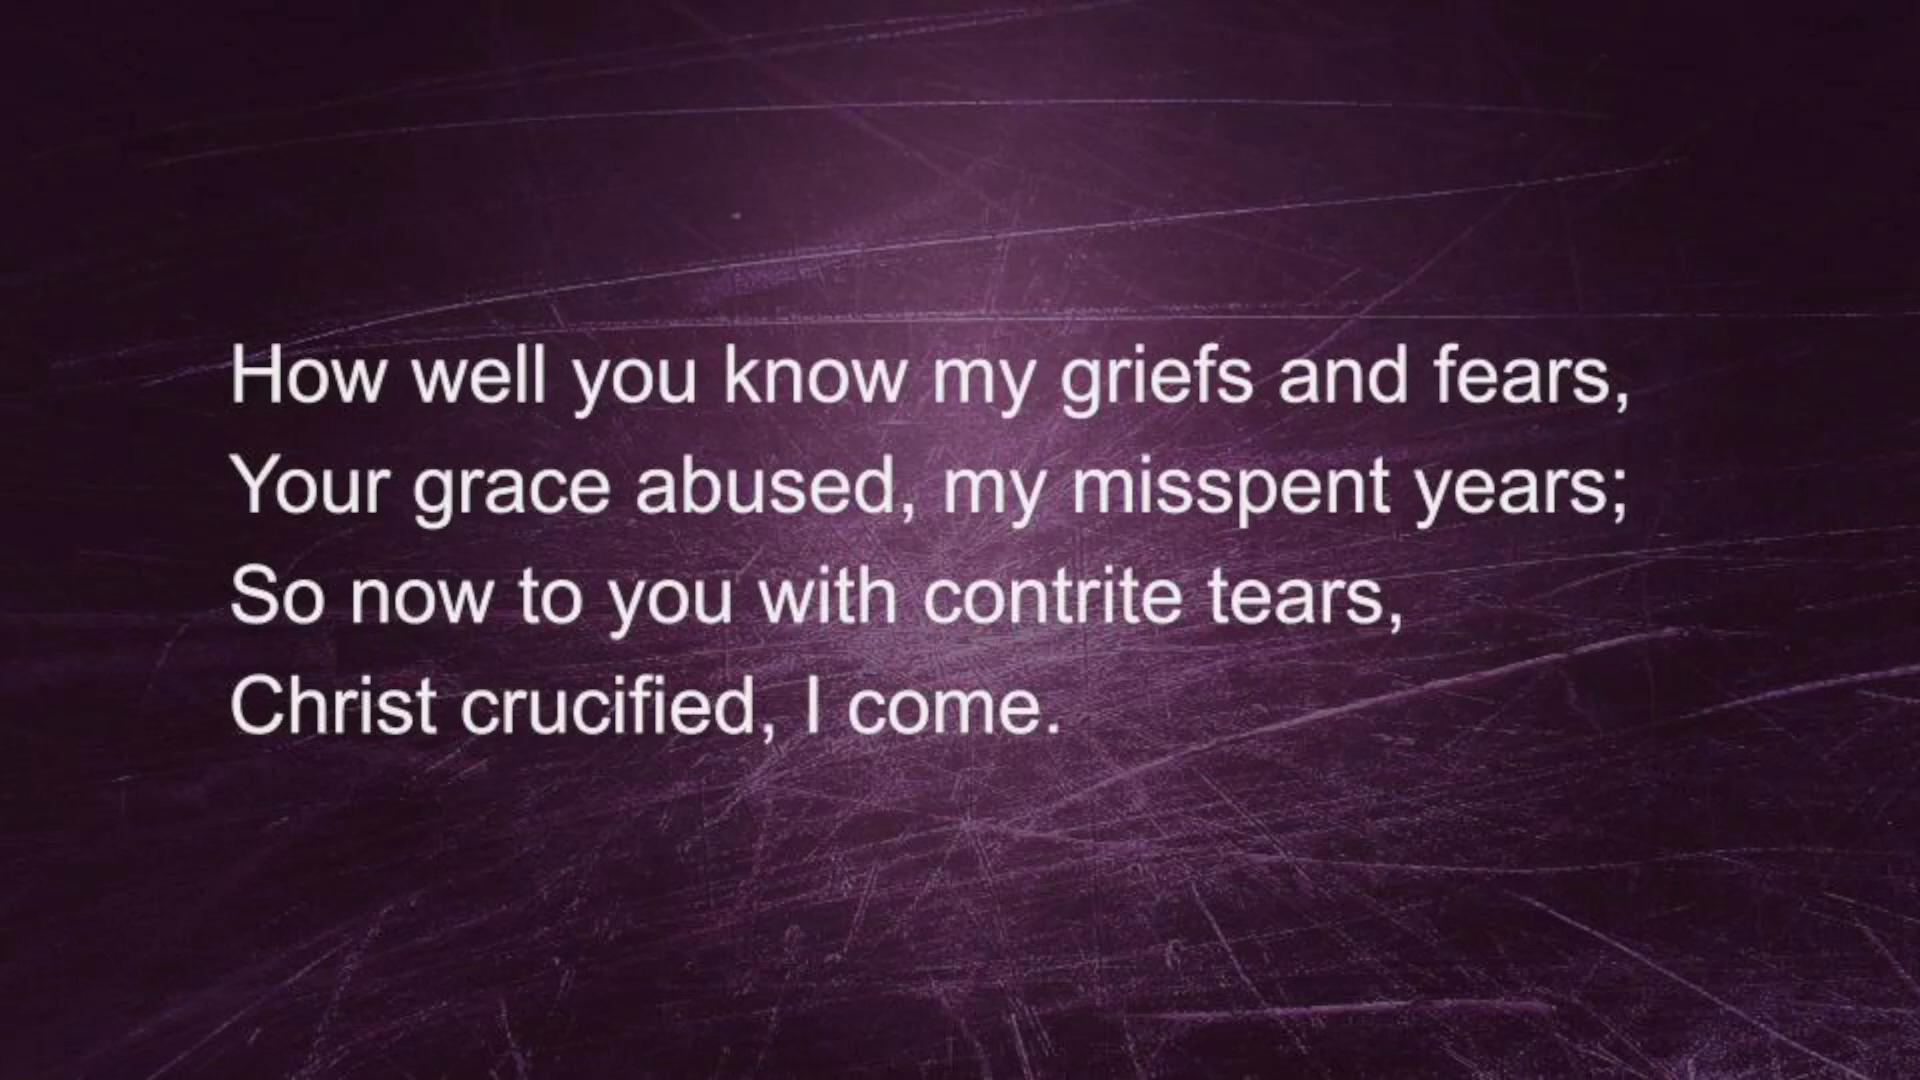 How well you know my griefs and fears,
Your grace abused, my misspent years;
So now to you with contrite tears,
Christ crucified, I come.